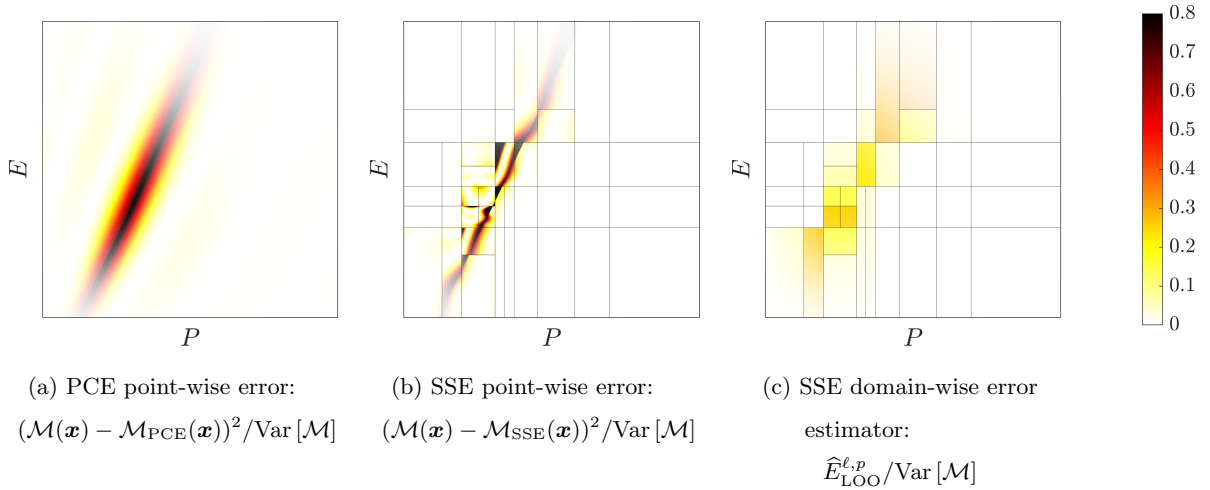 E
P
E
P
E
P
0.8
0.7
0.6
0.5
0.4
0.3
0.2
0.1
0
(a) PCE point-wise error:
(𝓜(𝒙) − 𝓜_PCE(𝒙))²/Var [𝓜]
(b) SSE point-wise error:
(𝓜(𝒙) − 𝓜_SSE(𝒙))²/Var [𝓜]
(c) SSE domain-wise error
estimator:
Ê^{ℓ,p}_LOO/Var [𝓜]